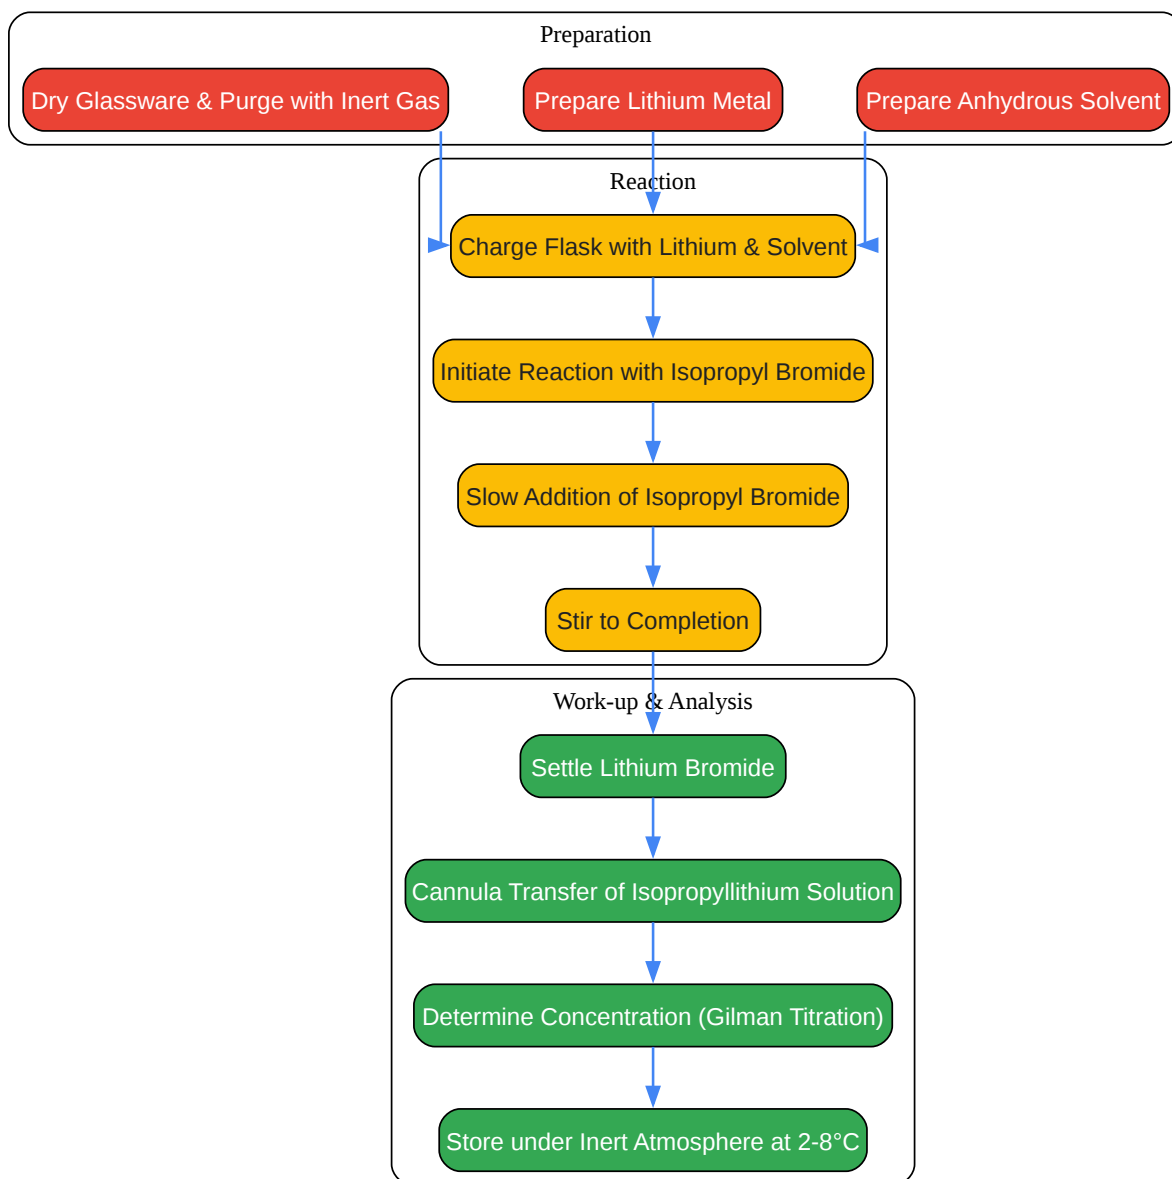 Preparation
Dry Glassware & Purge with Inert Gas
Prepare Lithium Metal
Prepare Anhydrous Solvent
Reaction
Charge Flask with Lithium & Solvent
Initiate Reaction with Isopropyl Bromide
Slow Addition of Isopropyl Bromide
Stir to Completion
Work-up & Analysis
Settle Lithium Bromide
Cannula Transfer of Isopropyllithium Solution
Determine Concentration (Gilman Titration)
Store under Inert Atmosphere at 2-8°C